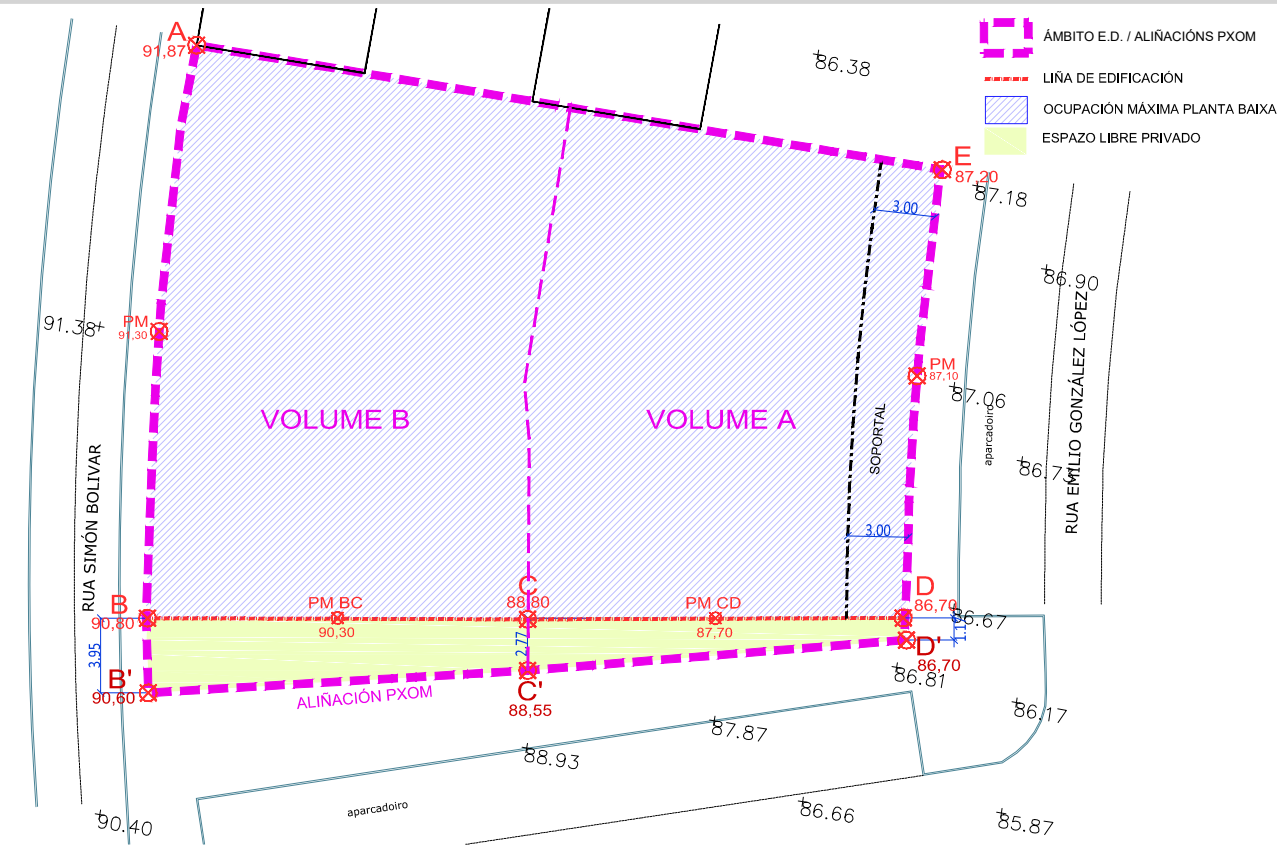 A
91,87
86.38
ÁMBITO E.D. / ALIÑACIÓNS PXOM
LIÑA DE EDIFICACIÓN
OCUPACIÓN MÁXIMA PLANTA BAIXA
ESPAZO LIBRE PRIVADO
E
87,20
87.18
3.00
86.90
91.38
PM
91,30
PM
87,10
87.06
VOLUME B
VOLUME A
SOPORTAL
aparcadoiro
86.73
RUA EMILIO GONZÁLEZ LÓPEZ
RUA SIMÓN BOLIVAR
3.00
B
90,80
PM BC
90,30
C
88,80
PM CD
87,70
D
86,70
86.67
3.95
2.77
D'
86,70
B'
90,60
ALIÑACIÓN PXOM
C'
88,55
86.81
86.17
87.87
88.93
aparcadoiro
90.40
86.66
85.87